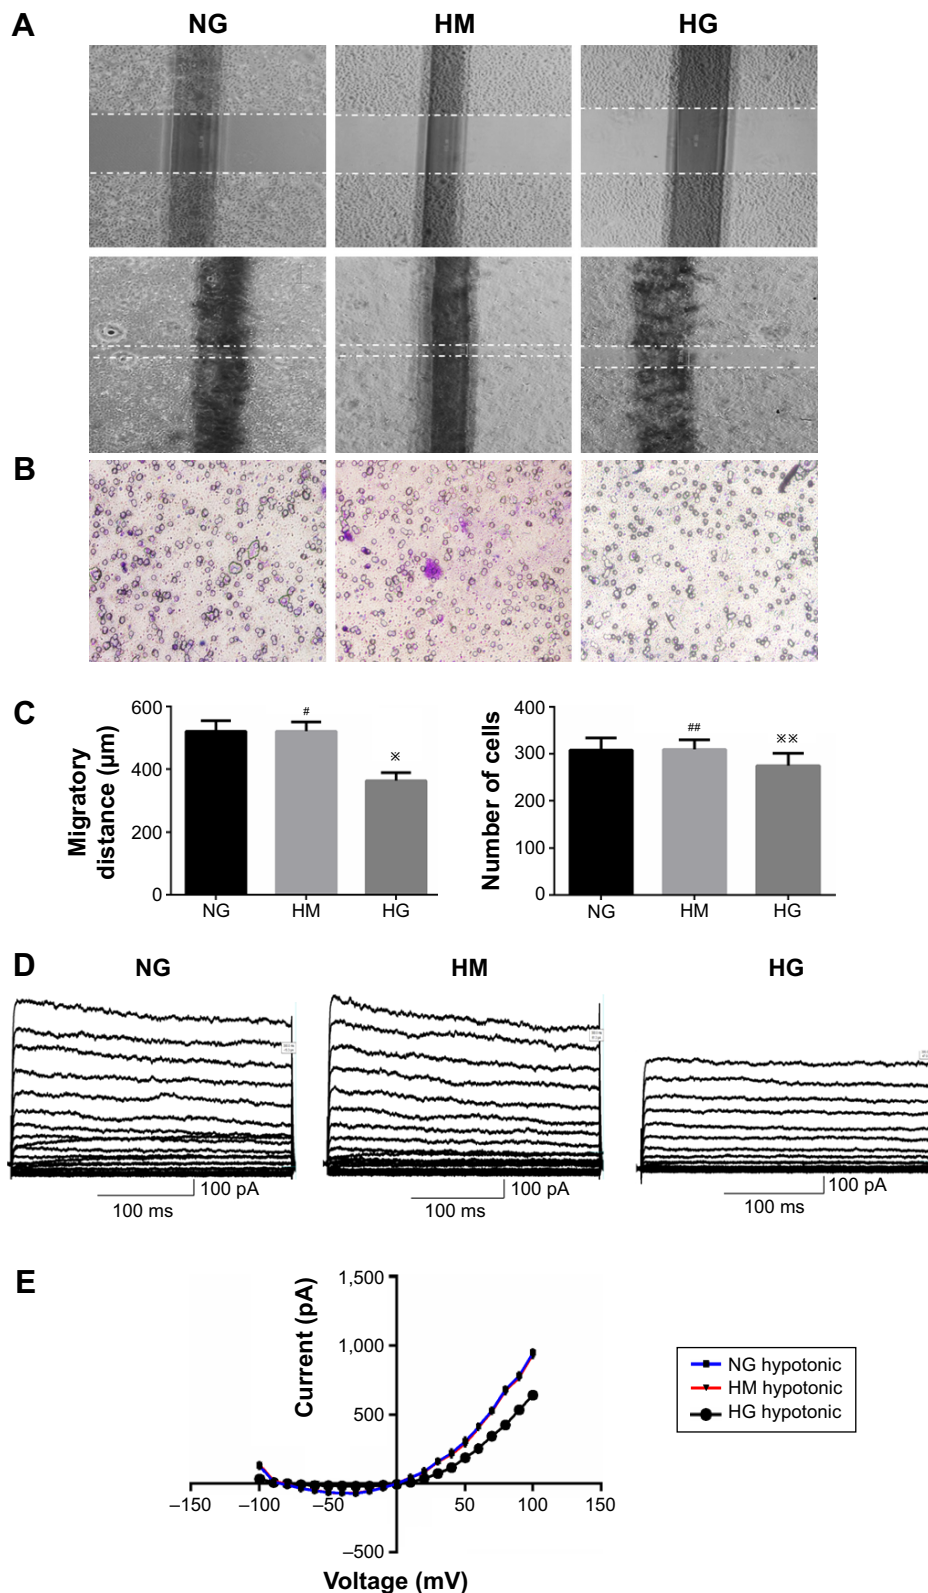 A
NG HM HG
B
C
600
400
200
0
Migratory
distance (µm)
#
※
NG HM HG
400
300
200
100
0
Number of cells
##
※※
NG HM HG
D
NG HM HG
100 pA
100 ms
100 pA
100 ms
100 pA
100 ms
E
Current (pA)
1,500
1,000
500
–500
–150 –100 –50 0 50 100 150
Voltage (mV)
NG hypotonic
HM hypotonic
HG hypotonic